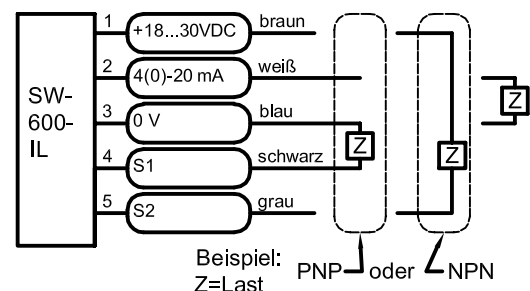 SW-
600-
IL
1 +18...30VDC braun
2 4(0)-20 mA weiß
3 0 V blau
4 S1 schwarz
5 S2 grau
Z
Z
Z
Beispiel:
Z=Last
PNP oder NPN